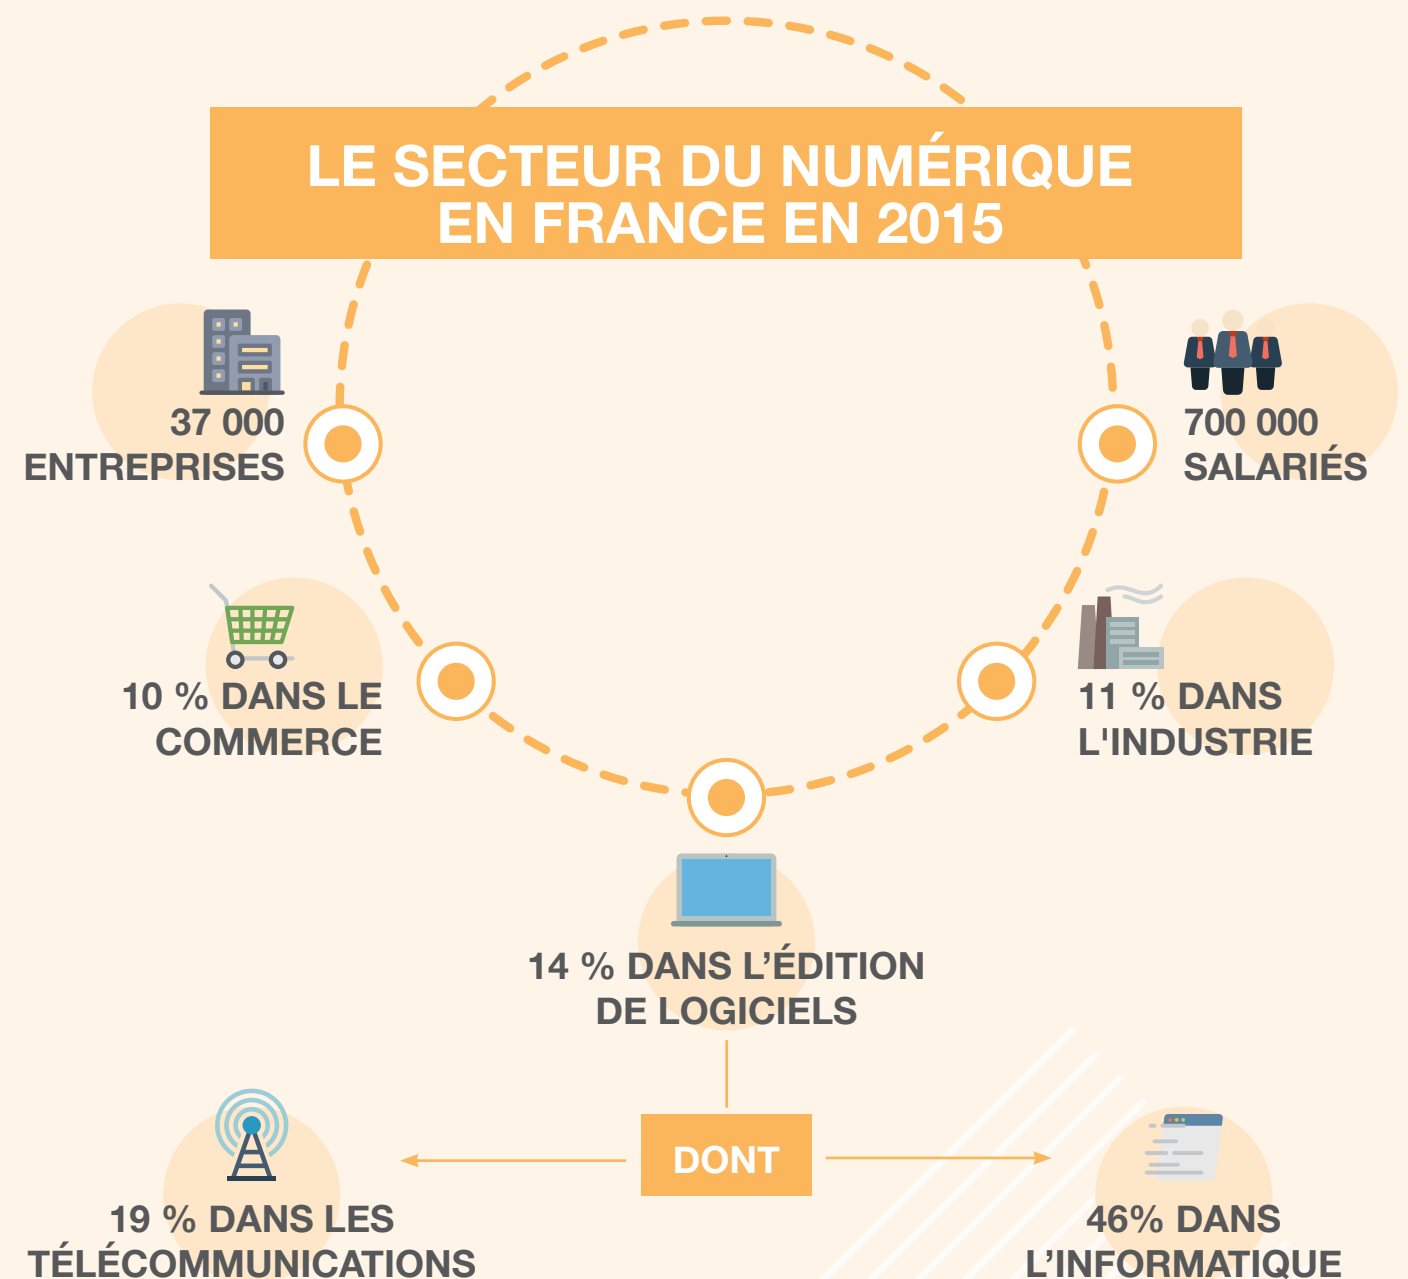 LE SECTEUR DU NUMÉRIQUE
EN FRANCE EN 2015
37 000
ENTREPRISES
700 000
SALARIÉS
10 % DANS LE
COMMERCE
11 % DANS
L'INDUSTRIE
14 % DANS L’ÉDITION
DE LOGICIELS
DONT
19 % DANS LES
TÉLÉCOMMUNICATIONS
46% DANS
L’INFORMATIQUE